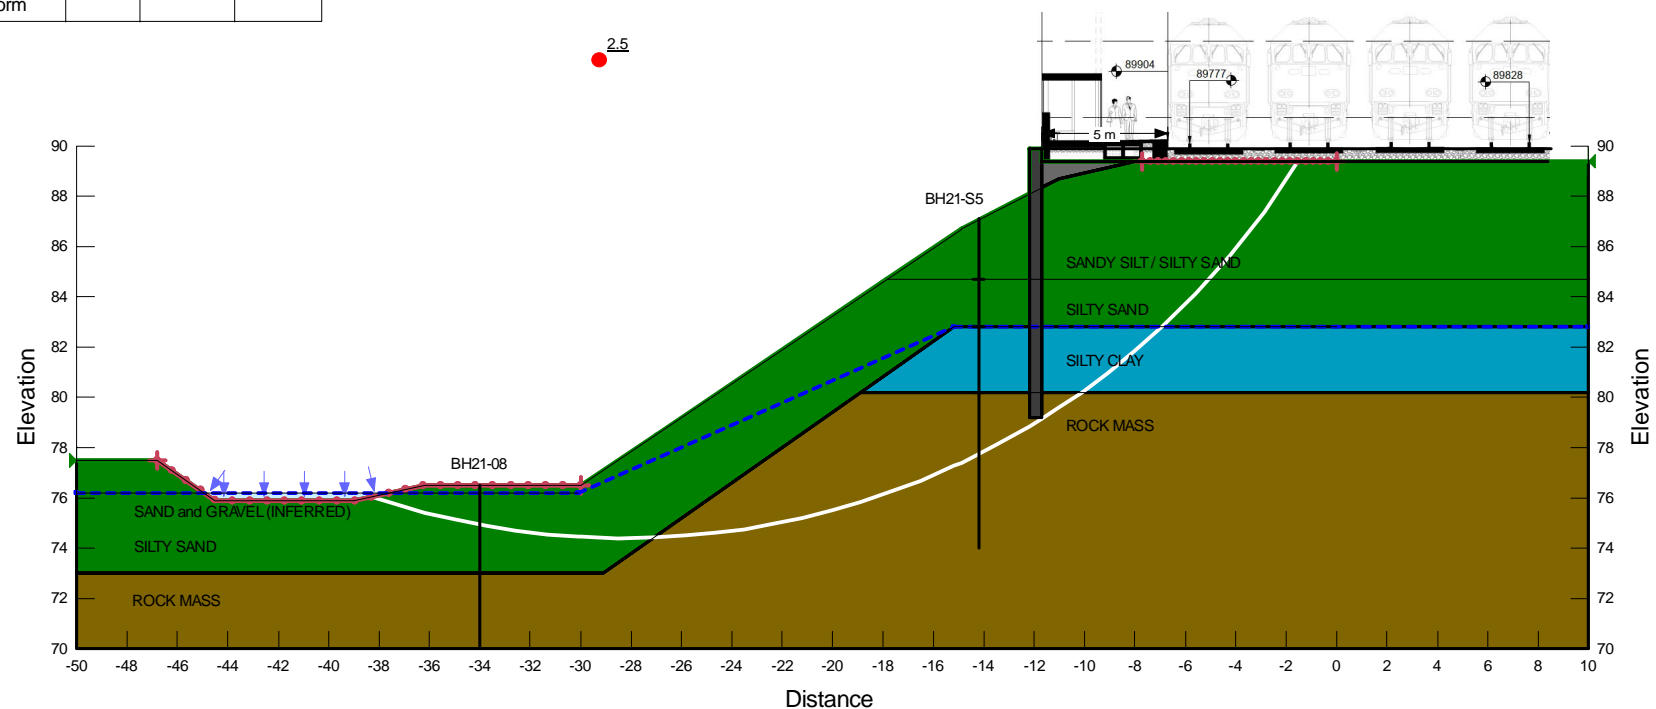 2.5
89904
89777
89828
5 m
90
88
86
84
82
80
78
76
74
72
70
Elevation
BH21-S5
SANDY SILT / SILTY SAND
SILTY SAND
SILTY CLAY
ROCK MASS
BH21-08
SAND and GRAVEL (INFERRED)
SILTY SAND
ROCK MASS
90
88
86
84
82
80
78
76
74
72
70
Elevation
-50 -48 -46 -44 -42 -40 -38 -36 -34 -32 -30 -28 -26 -24 -22 -20 -18 -16 -14 -12 -10 -8 -6 -4 -2 0 2 4 6 8 10
Distance